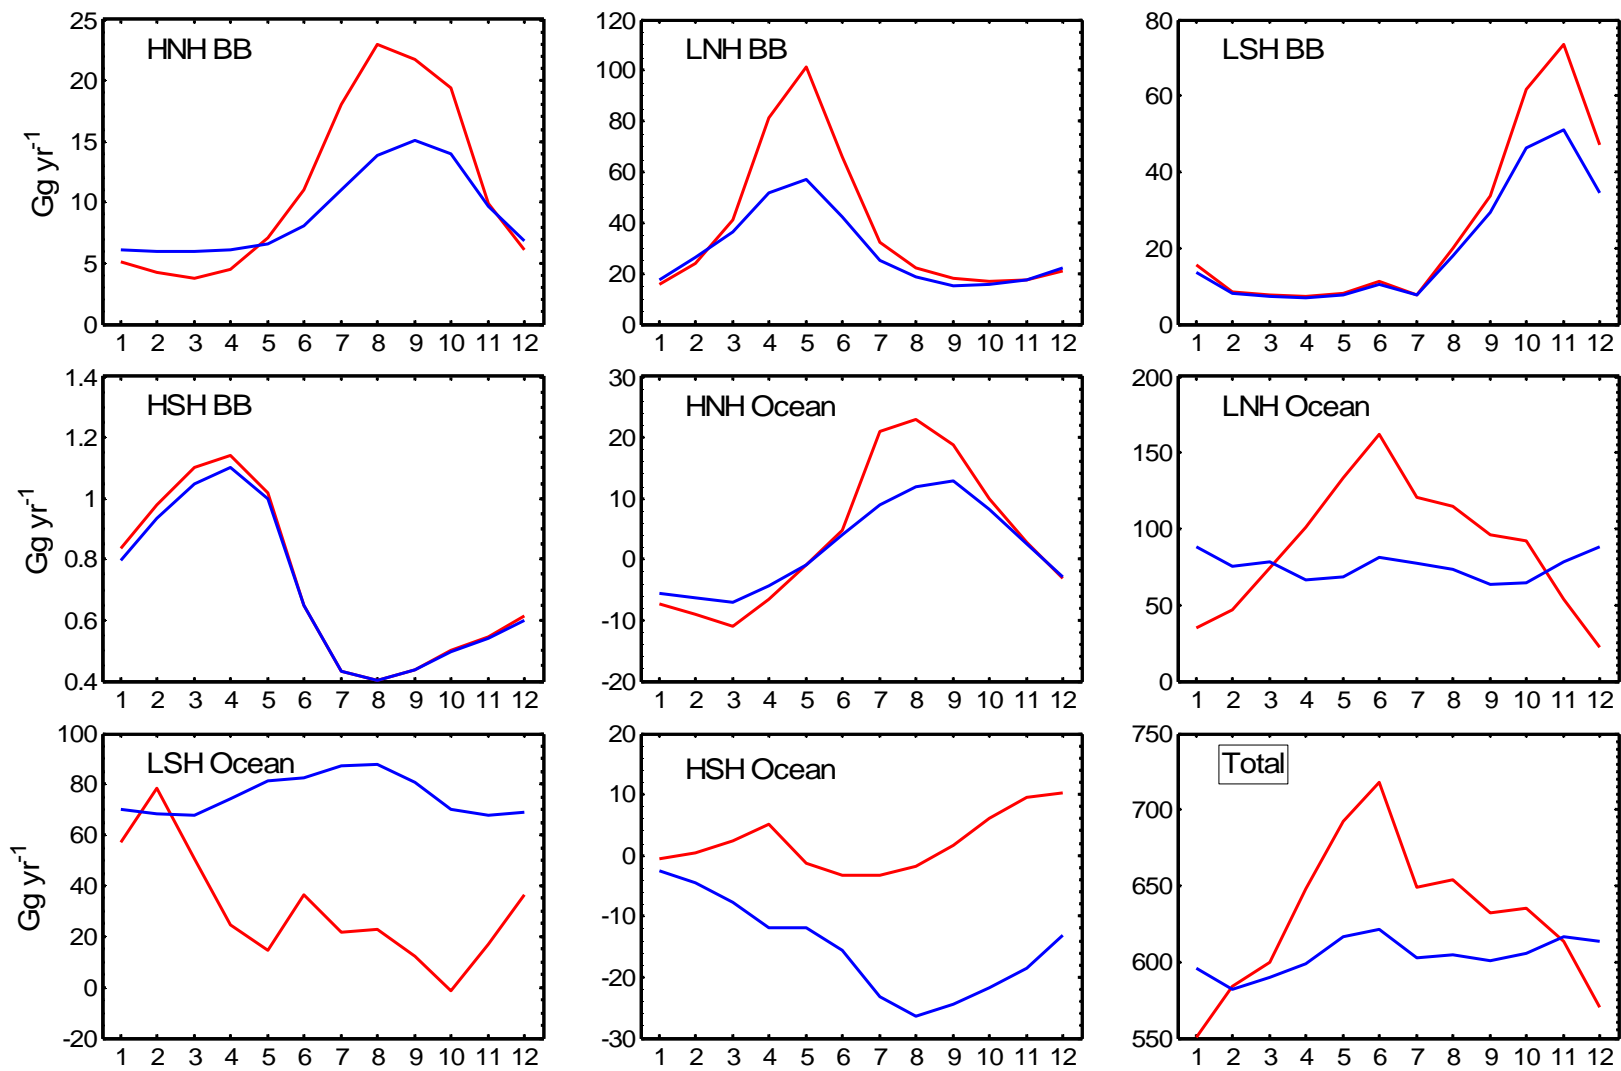 HNH BB
Gg yr-1
25
20
15
10
5
0
1 2 3 4 5 6 7 8 9 10 11 12
LNH BB
120
100
80
60
40
20
0
1 2 3 4 5 6 7 8 9 10 11 12
LSH BB
80
60
40
20
0
1 2 3 4 5 6 7 8 9 10 11 12
HSH BB
Gg yr-1
1.4
1.2
1
0.8
0.6
0.4
1 2 3 4 5 6 7 8 9 10 11 12
HNH Ocean
30
20
10
0
-10
-20
1 2 3 4 5 6 7 8 9 10 11 12
LNH Ocean
200
150
100
50
0
1 2 3 4 5 6 7 8 9 10 11 12
LSH Ocean
Gg yr-1
100
80
60
40
20
0
-20
1 2 3 4 5 6 7 8 9 10 11 12
HSH Ocean
20
10
0
-10
-20
-30
1 2 3 4 5 6 7 8 9 10 11 12
Total
750
700
650
600
550
1 2 3 4 5 6 7 8 9 10 11 12